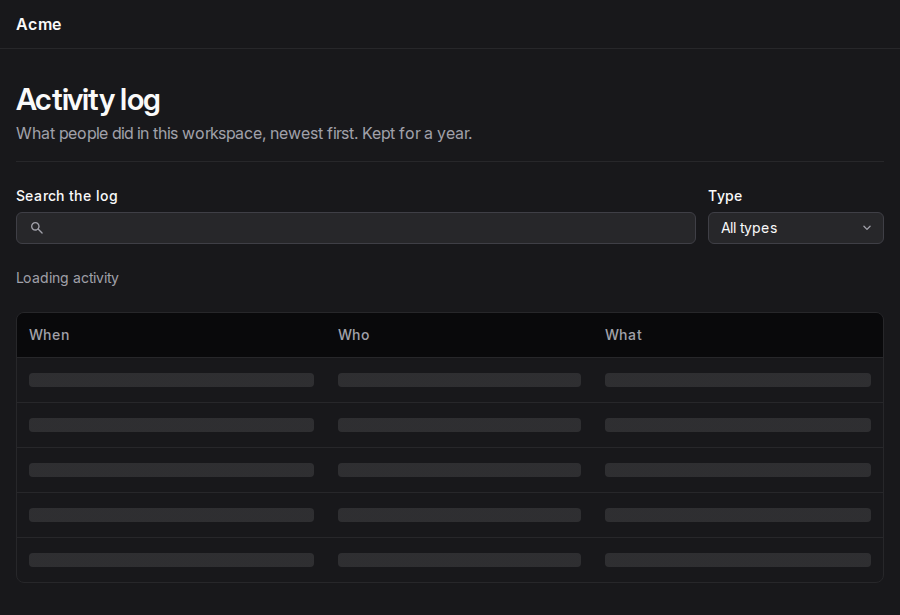 Acme
Activity log
What people did in this workspace, newest first. Kept for a year.
Search the log
Type
All types
Loading activity
When Who What